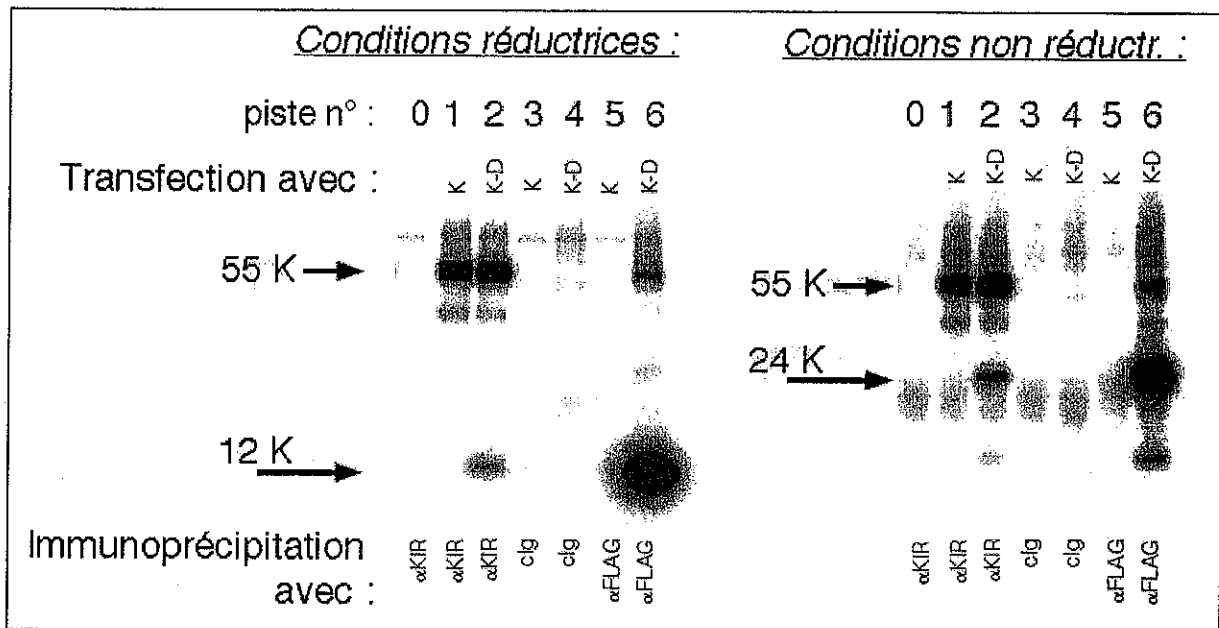 Conditions réductrices : Conditions non réductr. :
piste n° : 0 1 2 3 4 5 6 0 1 2 3 4 5 6
Transfection avec : K K-D K K-D K K-D K K-D K K-D K K-D
55 K 55 K
24 K
12 K
Immunoprécipitation
avec : αKIR αKIR αKIR cIg cIg αFLAG αFLAG αKIR αKIR αKIR cIg cIg αFLAG αFLAG